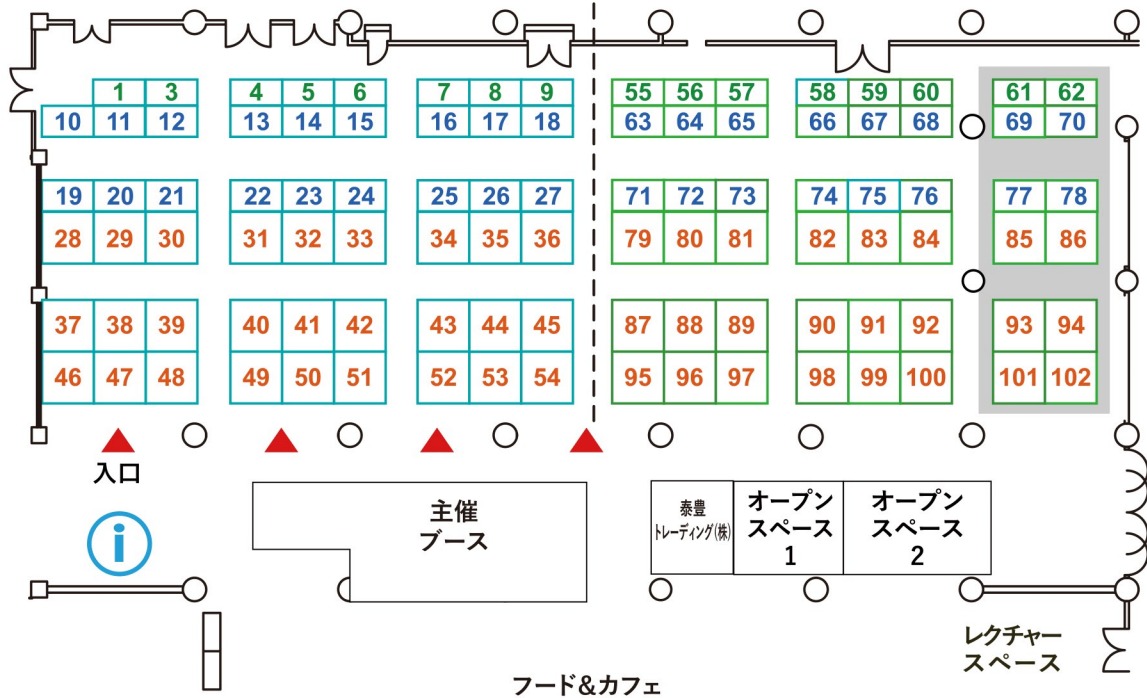 1 3 4 5 6 7 8 9 55 56 57 58 59 60 61 62
10 11 12 13 14 15 16 17 18 63 64 65 66 67 68 69 70
19 20 21 22 23 24 25 26 27 71 72 73 74 75 76 77 78
28 29 30 31 32 33 34 35 36 79 80 81 82 83 84 85 86
37 38 39 40 41 42 43 44 45 87 88 89 90 91 92 93 94
46 47 48 49 50 51 52 53 54 95 96 97 98 99 100 101 102
入口
i
主催
ブース
泰豊
トレーディング(株)
オープン
スペース
1
オープン
スペース
2
レクチャー
スペース
フード&カフェ